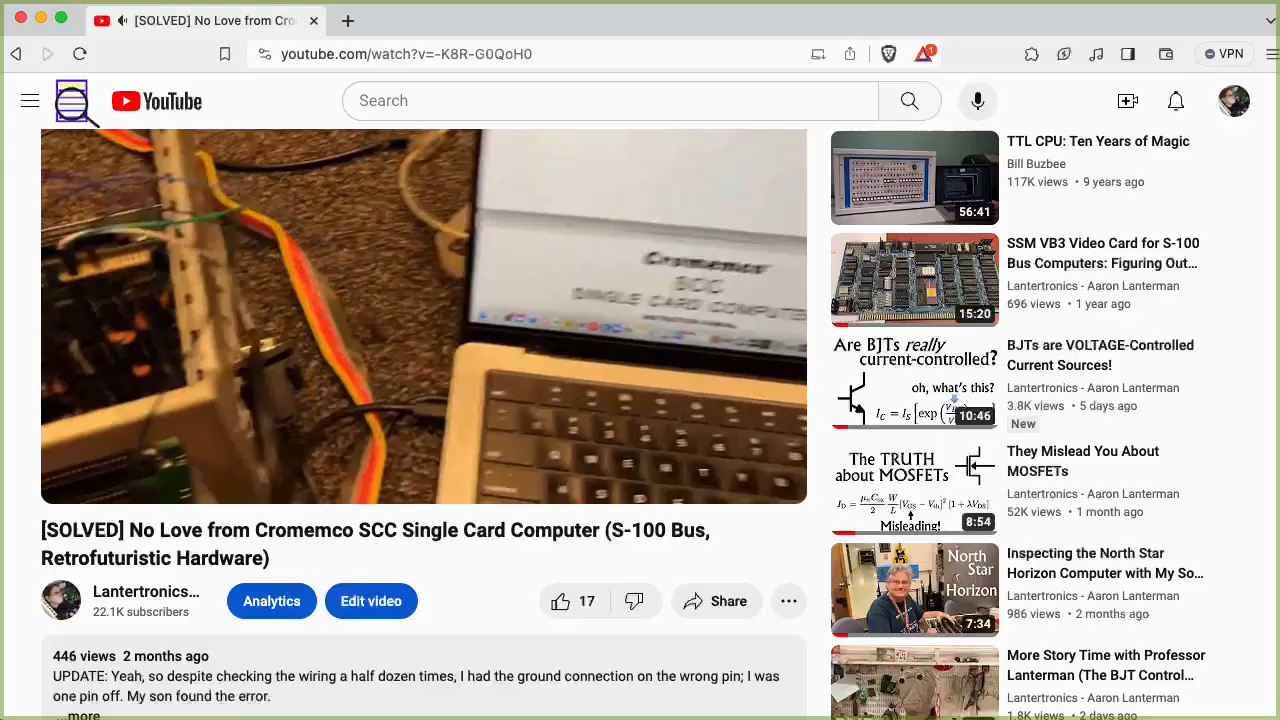 [SOLVED] No Love from Cro
youtube.com/watch?v=-K8R-G0QoH0
1
VPN
YouTube
Search
Cromemco
SCC
SINGLE CARD COMPUTE
[SOLVED] No Love from Cromemco SCC Single Card Computer (S-100 Bus,
Retrofuturistic Hardware)
Lantertronics...
22.1K subscribers
Analytics
Edit video
17
Share
446 views 2 months ago
UPDATE: Yeah, so despite checking the wiring a half dozen times, I had the ground connection on the wrong pin; I was
one pin off. My son found the error.
...more
56:41
TTL CPU: Ten Years of Magic
Bill Buzbee
117K views • 9 years ago
15:20
SSM VB3 Video Card for S-100
Bus Computers: Figuring Out...
Lantertronics - Aaron Lanterman
696 views • 1 year ago
Are BJTs really
current-controlled?
oh, what's this?
10:46
BJTs are VOLTAGE-Controlled
Current Sources!
Lantertronics - Aaron Lanterman
3.8K views • 5 days ago
New
The TRUTH
about MOSFETs
Misleading!
8:54
They Mislead You About
MOSFETs
Lantertronics - Aaron Lanterman
52K views • 1 month ago
North
Star
Horizon
7:34
Inspecting the North Star
Horizon Computer with My So...
Lantertronics - Aaron Lanterman
986 views • 2 months ago
More Story Time with Professor
Lanterman (The BJT Control...
Lantertronics - Aaron Lanterman
1.8K views • 2 days ago